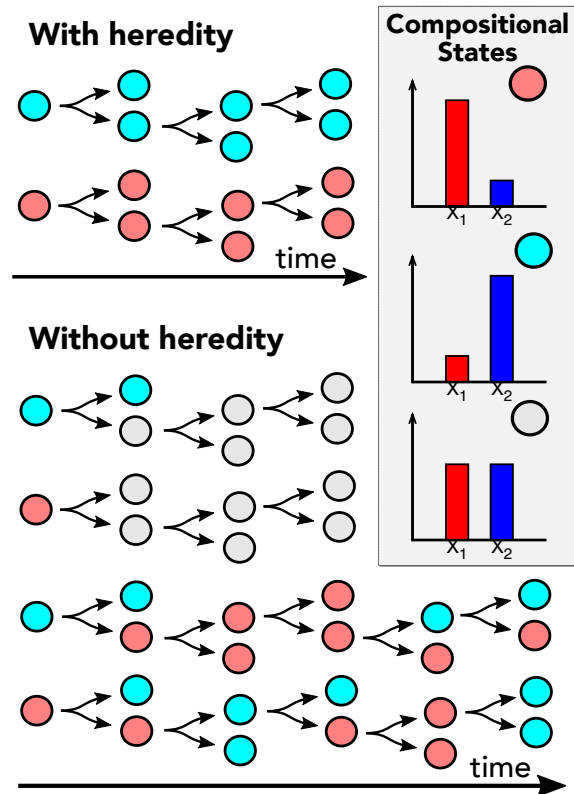 With heredity
time
Compositional
States
x₁ x₂
x₁ x₂
x₁ x₂
Without heredity
time